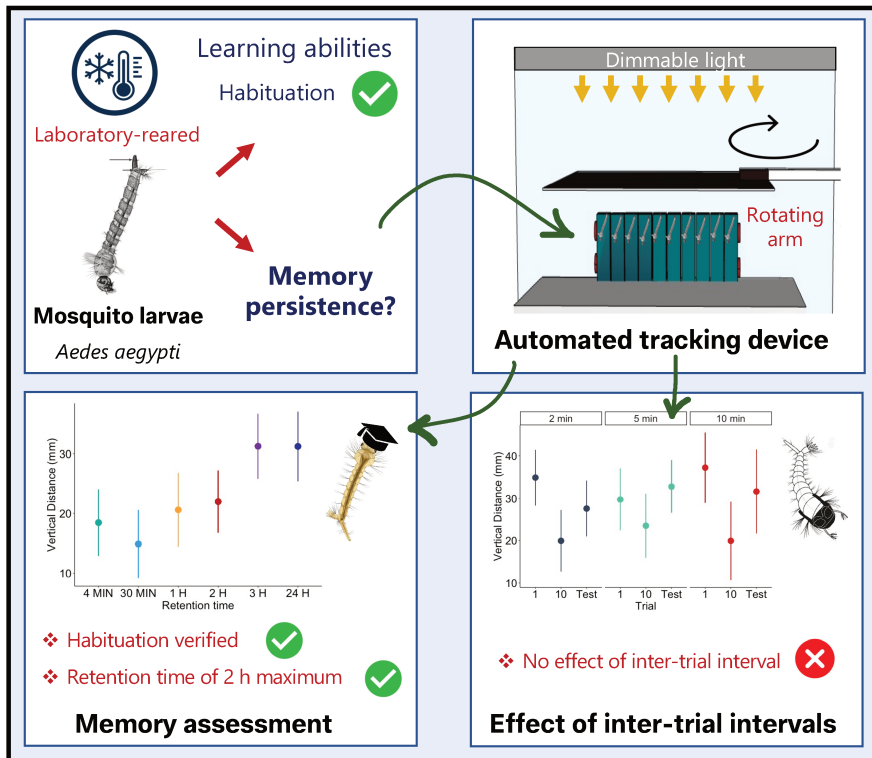 Learning abilities
Habituation
Laboratory-reared
Memory
persistence?
Mosquito larvae
Aedes aegypti
Dimmable light
Rotating
arm
Automated tracking device
Vertical Distance (mm)
30
20
10
4 MIN 30 MIN 1 H 2 H 3 H 24 H
Retention time
❖ Habituation verified
❖ Retention time of 2 h maximum
Memory assessment
2 min 5 min 10 min
Vertical Distance (mm)
40
30
20
10
1 10 Test 1 10 Test 1 10 Test
Trial
❖ No effect of inter-trial interval
Effect of inter-trial intervals